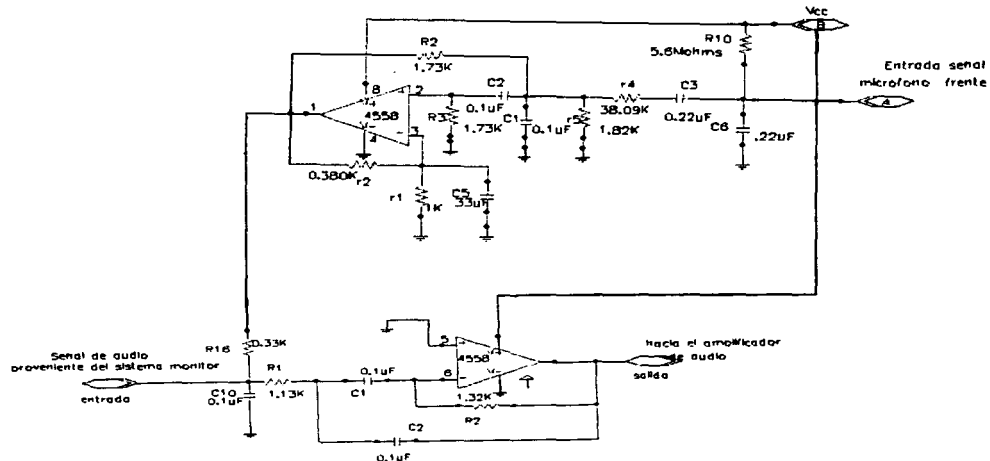 Vcc
B
R10
5.6Mohms
Entrada señal
microfono frente
A
R2
1.73K
C2
0.1uF
r4
38.09K
C3
0.22uF
8
1
2
4558
3
4
R3
1.73K
C1
0.1uF
r5
1.82K
C6
.22uF
0.380K
r2
r1
1K
C5
.33uF
R16
0.33K
Señal de audio
proveniente del sistema monitor
entrada
C10
0.1uF
R1
1.13K
0.1uF
C1
5
4558
6
1.32K
R2
C2
0.1uF
hacia el amplificador
de audio
salida